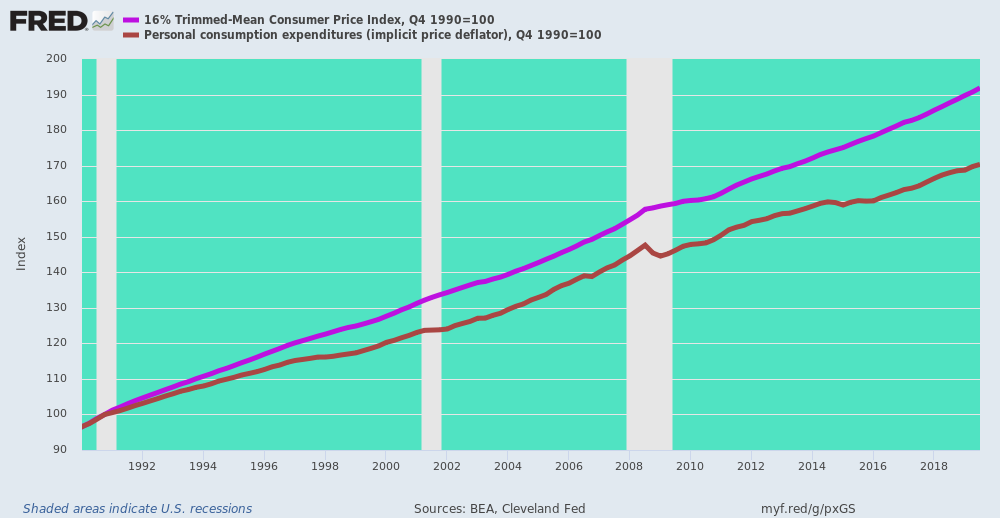 FRED
16% Trimmed-Mean Consumer Price Index, Q4 1990=100
Personal consumption expenditures (implicit price deflator), Q4 1990=100
200
190
180
170
160
150
140
130
120
110
100
90
Index
1992 1994 1996 1998 2000 2002 2004 2006 2008 2010 2012 2014 2016 2018
Shaded areas indicate U.S. recessions Sources: BEA, Cleveland Fed myf.red/g/pxGS